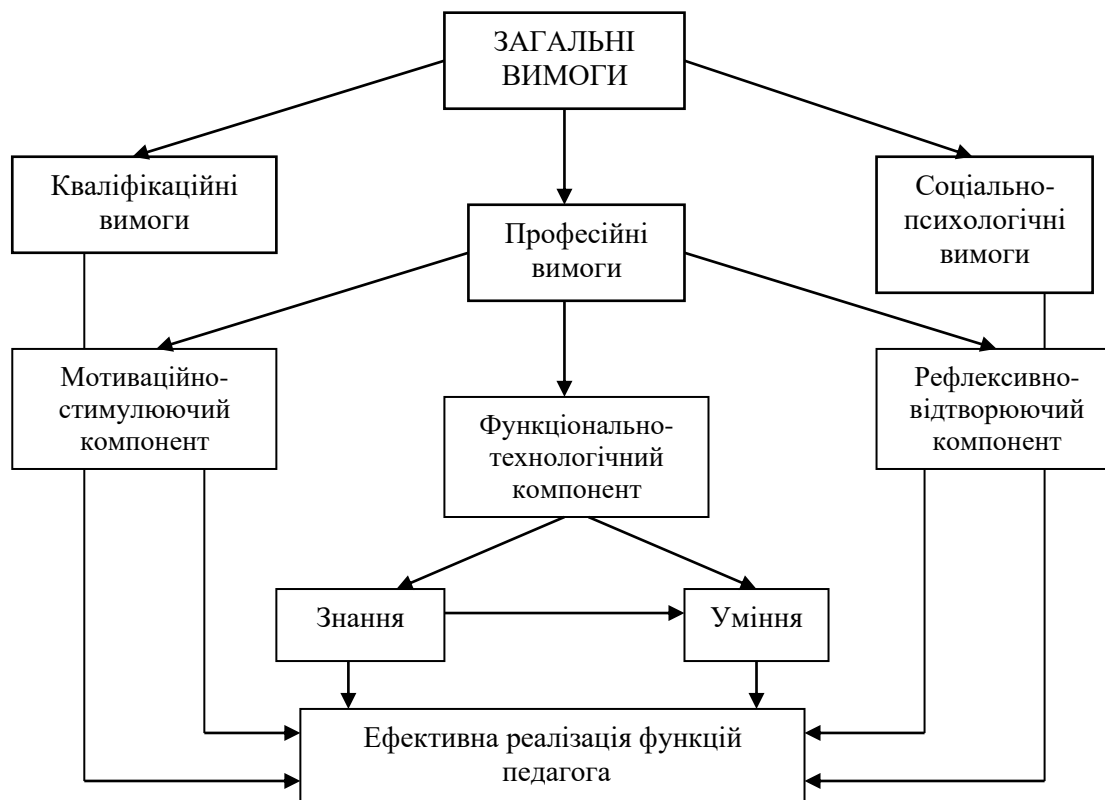 ЗАГАЛЬНІ
ВИМОГИ
Кваліфікаційні
вимоги
Соціально-
психологічні
вимоги
Професійні
вимоги
Мотиваційно-
стимулюючий
компонент
Рефлексивно-
відтворюючий
компонент
Функціонально-
технологічний
компонент
Знання
Уміння
Ефективна реалізація функцій
педагога